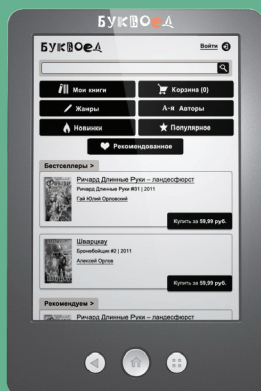 БУКВОЕД
БУКВОЕД
Войти
Мои книги
Корзина (0)
Жанры
А-я Авторы
Новинки
Популярное
Рекомендованное
Бестселлеры >
Ричард Длинные Руки – ландесфюрст
Ричард Длинные Руки #31 | 2011
Гай Юлий Орловский
Купить за 59,99 руб.
Шварцкау
Бронебойщик #2 | 2011
Алексей Орлов
Купить за 59,99 руб.
Рекомендуем >
Ричард Длинные Руки – ландесфюрст